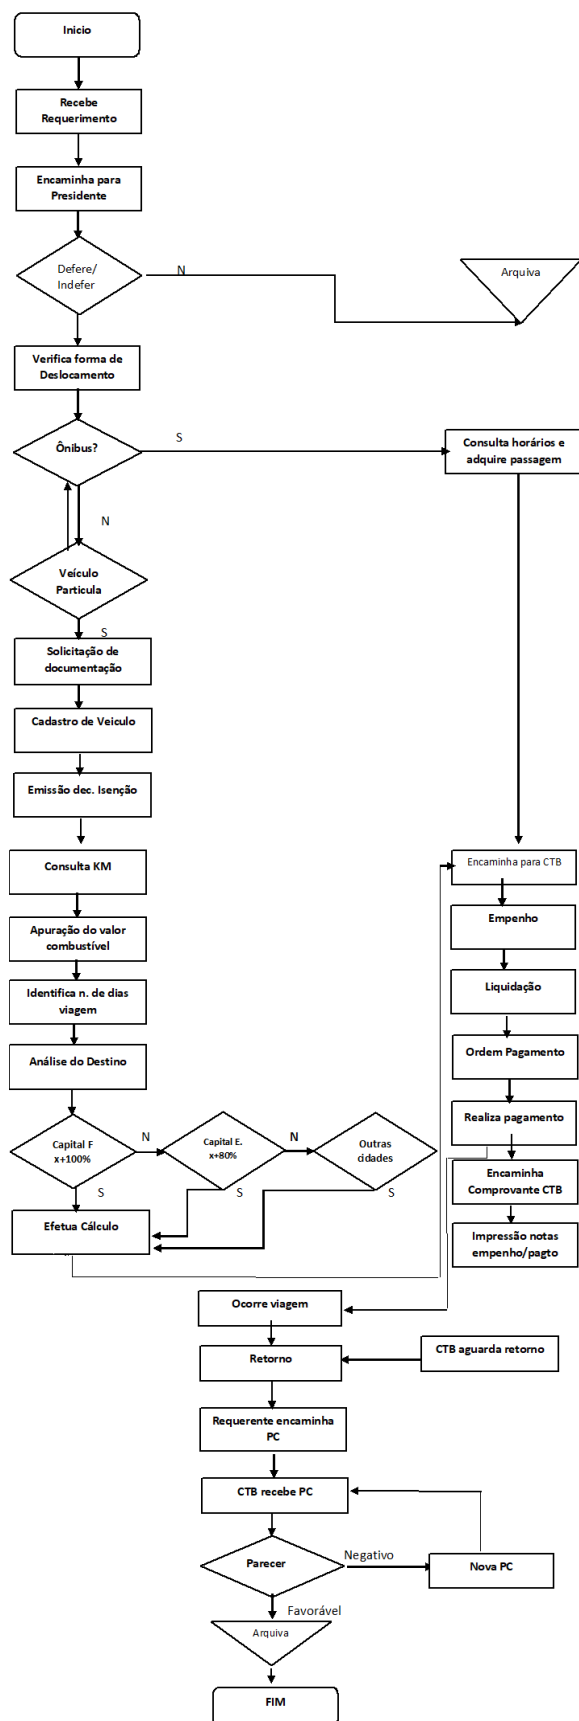 Inicio
Recebe
Requerimento
Encaminha para
Presidente
Defere/
Indefer
N
Arquiva
Verifica forma de
Deslocamento
Ônibus?
S
Consulta horários e
adquire passagem
N
Veículo
Particula
S
Solicitação de
documentação
Cadastro de Veiculo
Emissão dec. Isenção
Consulta KM
Encaminha para CTB
Apuração do valor
combustível
Empenho
Identifica n. de dias
viagem
Liquidação
Análise do Destino
Ordem Pagamento
Capital F
x+100%
N
Capital E.
x+80%
N
Outras
cidades
Realiza pagamento
S
S
S
Encaminha
Comprovante CTB
Efetua Cálculo
Impressão notas
empenho/pagto
Ocorre viagem
Retorno
CTB aguarda retorno
Requerente encaminha
PC
CTB recebe PC
Parecer
Negativo
Nova PC
Favorável
Arquiva
FIM